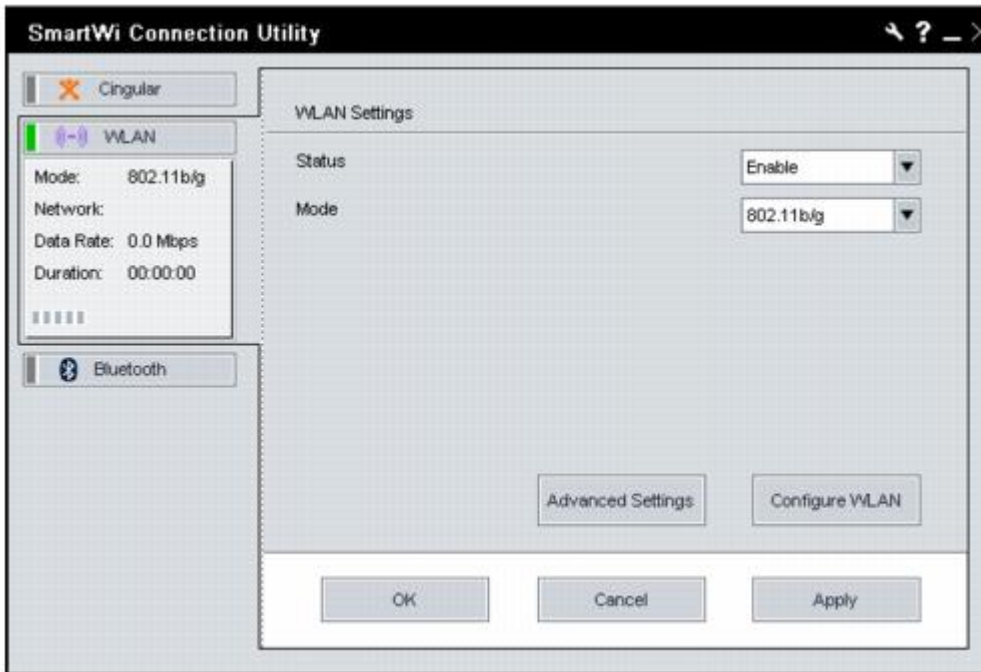 SmartWi Connection Utility
?
Cingular
WLAN
Mode: 802.11b/g
Network:
Data Rate: 0.0 Mbps
Duration: 00:00:00
Bluetooth
WLAN Settings
Status Enable
Mode 802.11b/g
Advanced Settings Configure WLAN
OK Cancel Apply